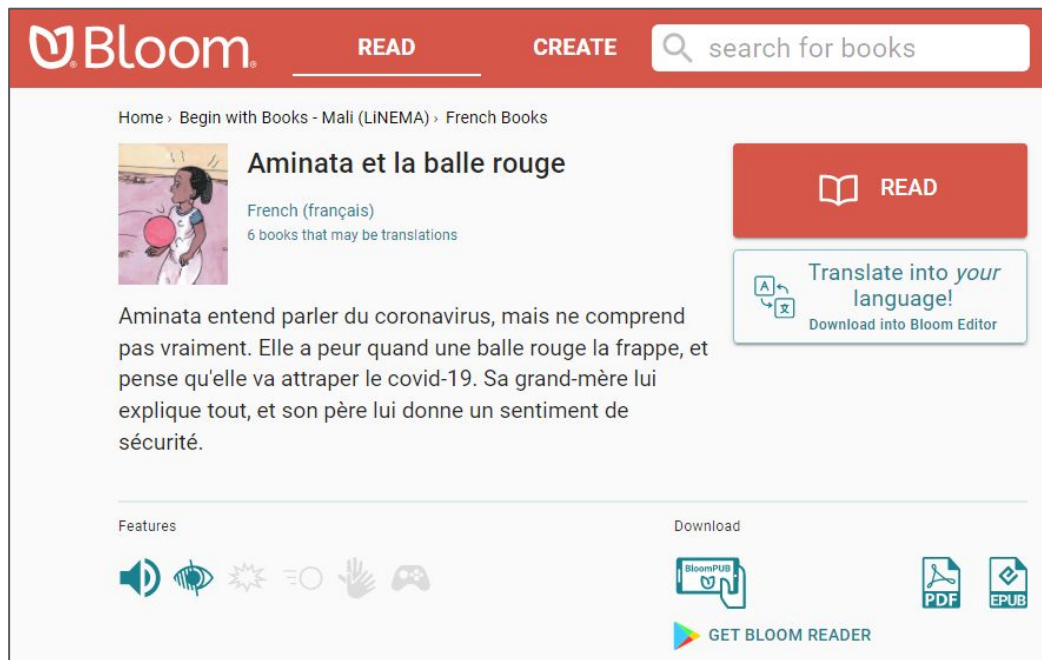 Bloom
READ
CREATE
search for books
Home › Begin with Books - Mali (LiNEMA) › French Books
Aminata et la balle rouge
French (français)
6 books that may be translations
READ
Translate into your
language!
Download into Bloom Editor
Aminata entend parler du coronavirus, mais ne comprend
pas vraiment. Elle a peur quand une balle rouge la frappe, et
pense qu'elle va attraper le covid-19. Sa grand-mère lui
explique tout, et son père lui donne un sentiment de
sécurité.
Features
Download
BloomPUB
PDF
EPUB
GET BLOOM READER